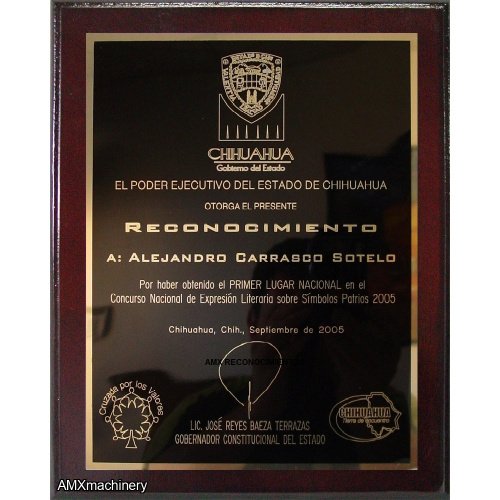 CHIHUAHUA
Gobierno del Estado
EL PODER EJECUTIVO DEL ESTADO DE CHIHUAHUA
OTORGA EL PRESENTE
RECONOCIMIENTO
A: ALEJANDRO CARRASCO SOTELO
Por haber obtenido el PRIMER LUGAR NACIONAL en el
Concurso Nacional de Expresión Literaria sobre Símbolos Patrios 2005
Chihuahua, Chih., Septiembre de 2005
Cruzada por los Valores
LIC. JOSÉ REYES BAEZA TERRAZAS
GOBERNADOR CONSTITUCIONAL DEL ESTADO
CHIHUAHUA
Tierra de encuentro
AMXmachinery